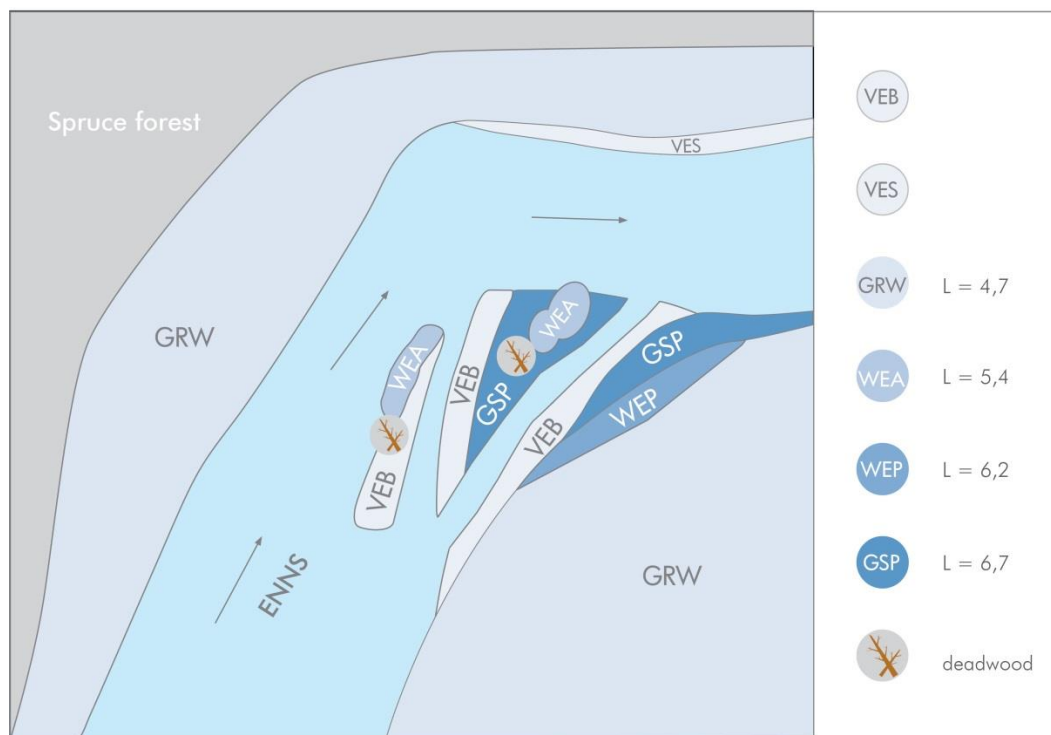 Spruce forest
VES
GRW
WEA
VEB
VEB
GSP
WEA
VEB
GSP
WEP
ENNS
GRW
VEB
VES
GRW L = 4,7
WEA L = 5,4
WEP L = 6,2
GSP L = 6,7
deadwood